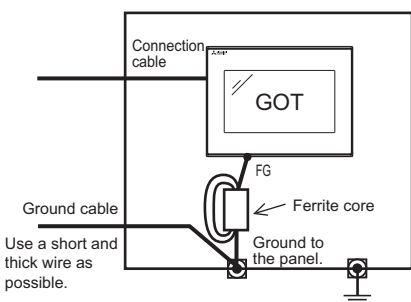 Connection
cable
GOT
FG
Ferrite core
Ground cable
Use a short and
thick wire as
possible.
Ground to
the panel.